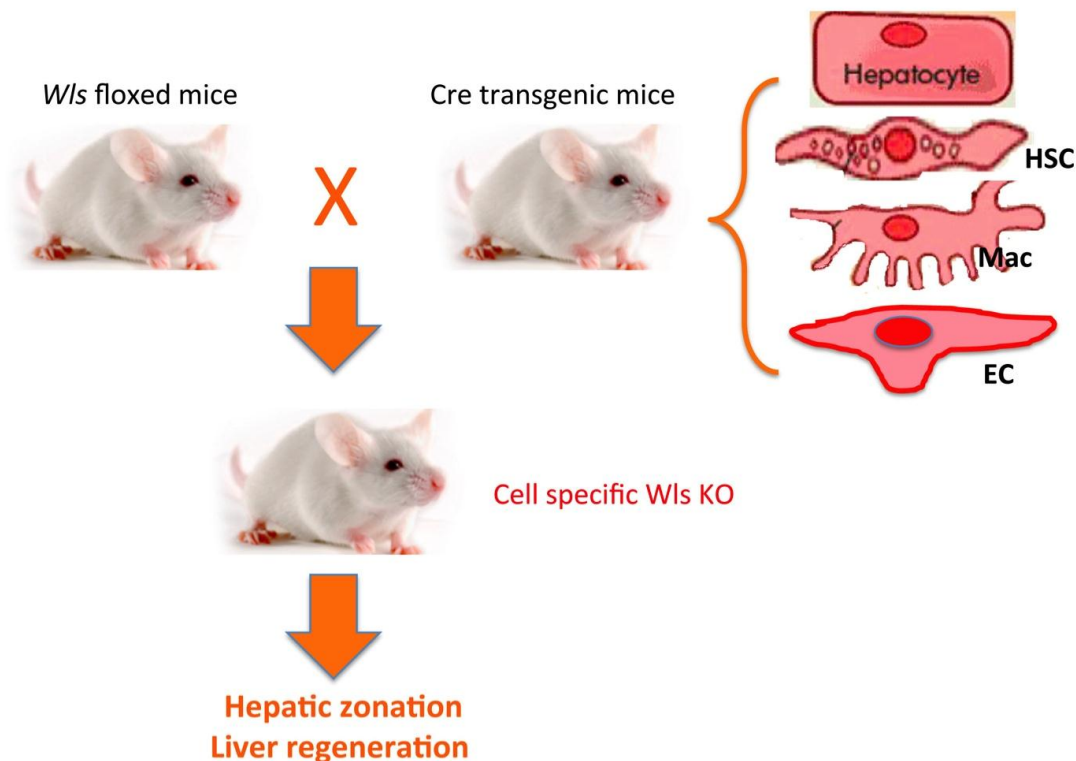 Wls floxed mice
X
Cre transgenic mice
Hepatocyte
HSC
Mac
EC
Cell specific Wls KO
Hepatic zonation
Liver regeneration